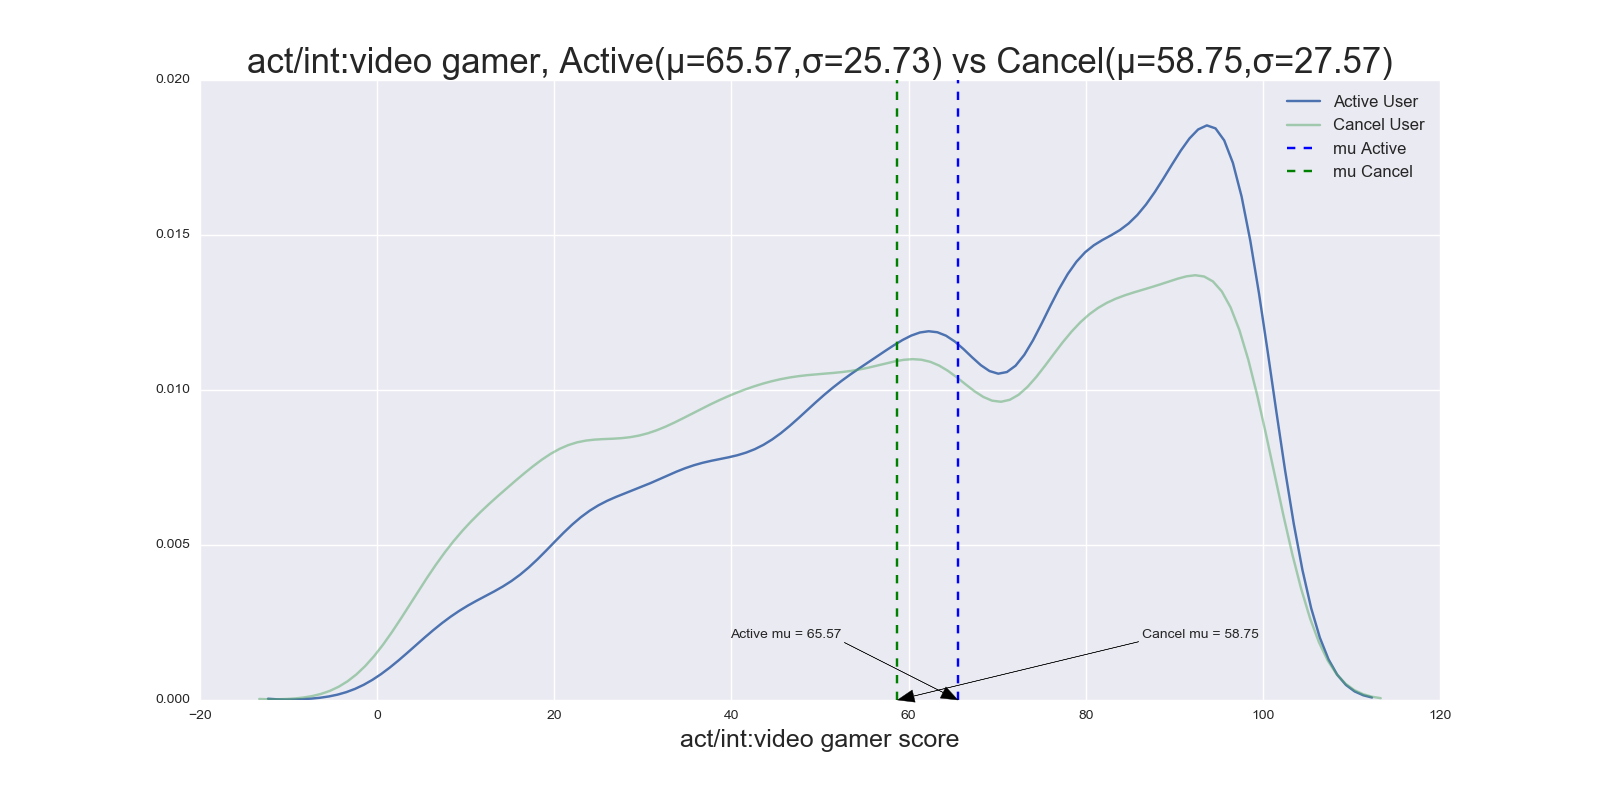 act/int:video gamer, Active(μ=65.57,σ=25.73) vs Cancel(μ=58.75,σ=27.57)
0.020
Active User
Cancel User
mu Active
mu Cancel
0.015
0.010
0.005
Active mu = 65.57
Cancel mu = 58.75
0.000
−20 0 20 40 60 80 100 120
act/int:video gamer score